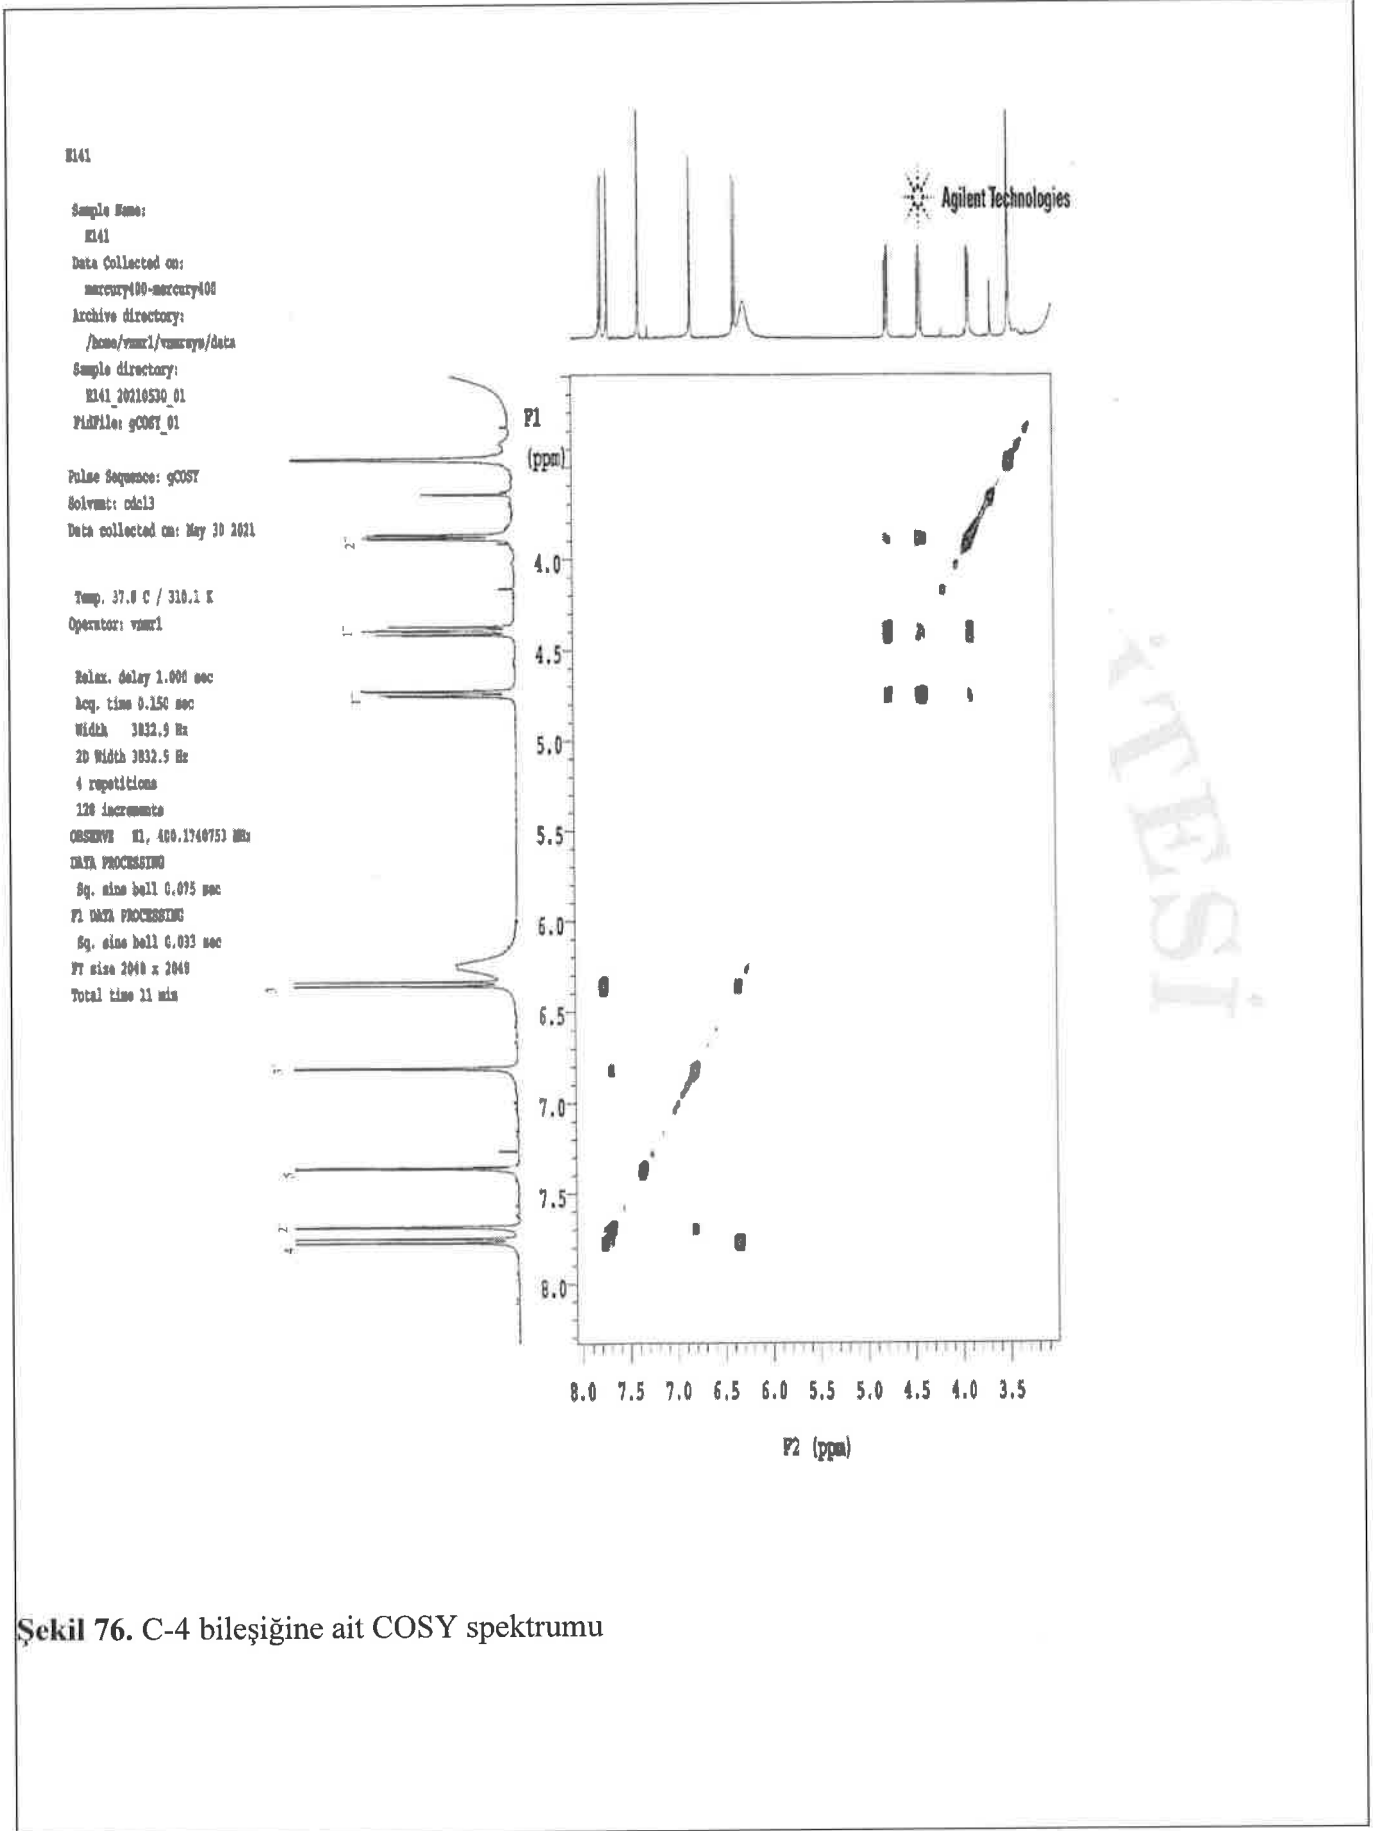 E141
Sample Name:
E141
Data Collected on:
mercury400-mercury400
Archive directory:
/home/vnmr1/vnmrsys/data
Sample directory:
E141_20210530_01
FidFile: gCOSY_01
Pulse Sequence: gCOSY
Solvent: cdcl3
Data collected on: May 30 2021
Temp. 37.0 C / 310.1 K
Operator: vnmr1
Relax. delay 1.000 sec
Acq. time 0.150 sec
Width 3832.9 Hz
2D Width 3832.9 Hz
4 repetitions
128 increments
OBSERVE H1, 400.1740753 MHz
DATA PROCESSING
Sq. sine bell 0.075 sec
F1 DATA PROCESSING
Sq. sine bell 0.033 sec
FT size 2048 x 2048
Total time 11 min
Agilent Technologies
F1
(ppm)
4.0
4.5
5.0
5.5
6.0
6.5
7.0
7.5
8.0
8.0 7.5 7.0 6.5 6.0 5.5 5.0 4.5 4.0 3.5
F2 (ppm)
ATESİ
Şekil 76. C-4 bileşiğine ait COSY spektrumu